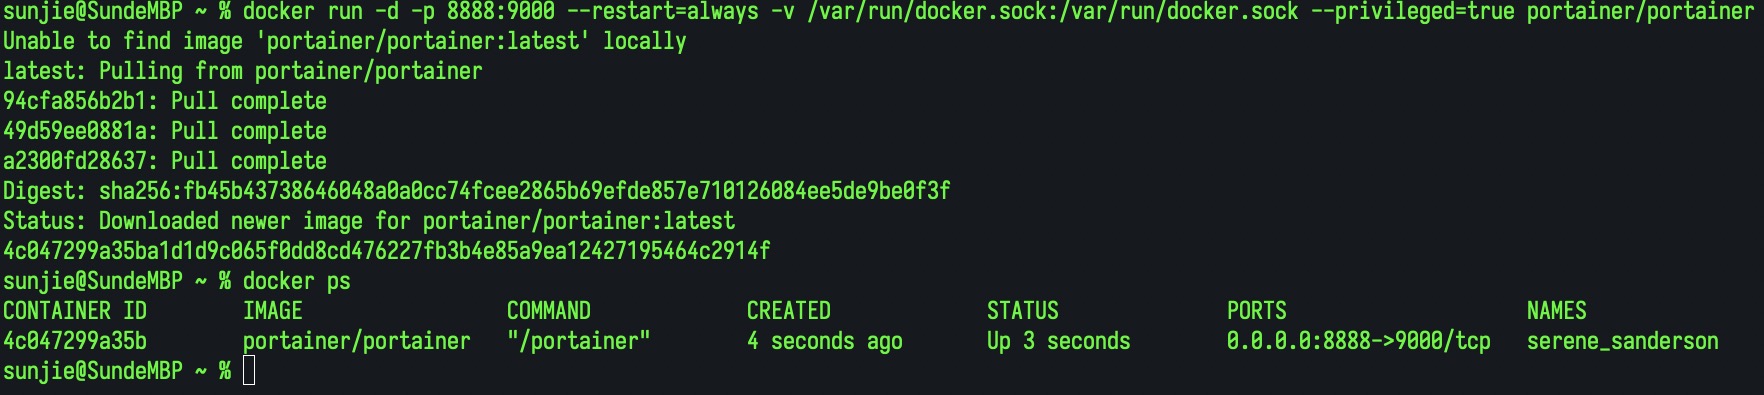 sunjie@SundeMBP ~ % docker run -d -p 8888:9000 --restart=always -v /var/run/docker.sock:/var/run/docker.sock --privileged=true portainer/portainer
Unable to find image 'portainer/portainer:latest' locally
latest: Pulling from portainer/portainer
94cfa856b2b1: Pull complete
49d59ee0881a: Pull complete
a2300fd28637: Pull complete
Digest: sha256:fb45b43738646048a0a0cc74fcee2865b69efde857e710126084ee5de9be0f3f
Status: Downloaded newer image for portainer/portainer:latest
4c047299a35ba1d1d9c065f0dd8cd476227fb3b4e85a9ea12427195464c2914f
sunjie@SundeMBP ~ % docker ps
CONTAINER ID        IMAGE                 COMMAND             CREATED             STATUS              PORTS                    NAMES
4c047299a35b        portainer/portainer   "/portainer"        4 seconds ago       Up 3 seconds        0.0.0.0:8888->9000/tcp   serene_sanderson
sunjie@SundeMBP ~ %